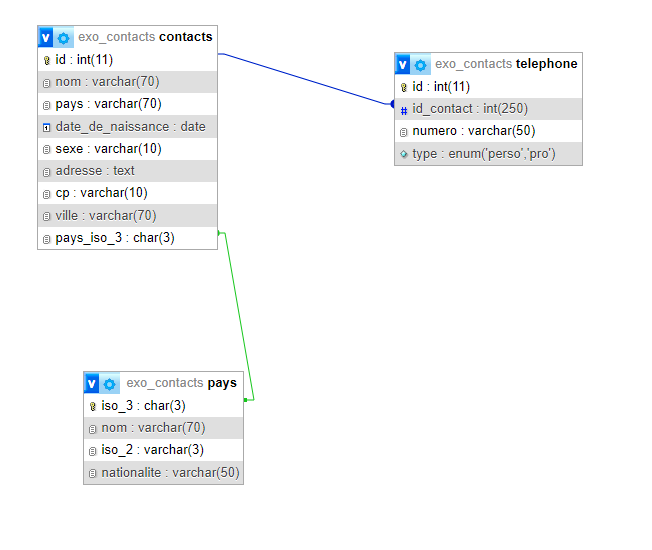 v exo_contacts contacts
id : int(11)
nom : varchar(70)
pays : varchar(70)
date_de_naissance : date
sexe : varchar(10)
adresse : text
cp : varchar(10)
ville : varchar(70)
pays_iso_3 : char(3)
v exo_contacts telephone
id : int(11)
# id_contact : int(250)
numero : varchar(50)
type : enum('perso','pro')
v exo_contacts pays
iso_3 : char(3)
nom : varchar(70)
iso_2 : varchar(3)
nationalite : varchar(50)